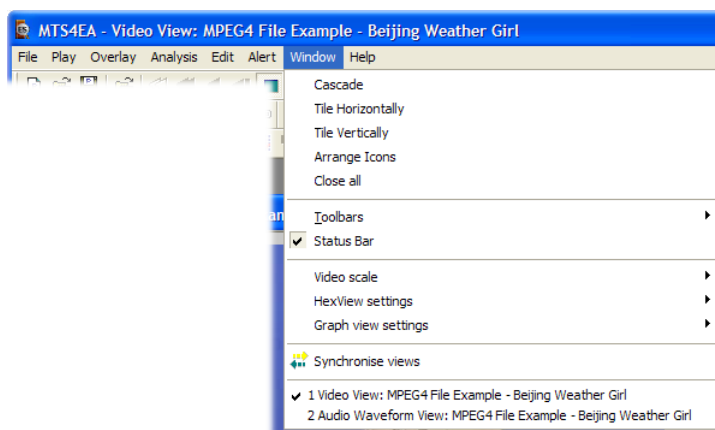 MTS4EA - Video View: MPEG4 File Example - Beijing Weather Girl
File Play Overlay Analysis Edit Alert Window Help
Cascade
Tile Horizontally
Tile Vertically
Arrange Icons
Close all
Toolbars
Status Bar
Video scale
HexView settings
Graph view settings
Synchronise views
1 Video View: MPEG4 File Example - Beijing Weather Girl
2 Audio Waveform View: MPEG4 File Example - Beijing Weather Girl